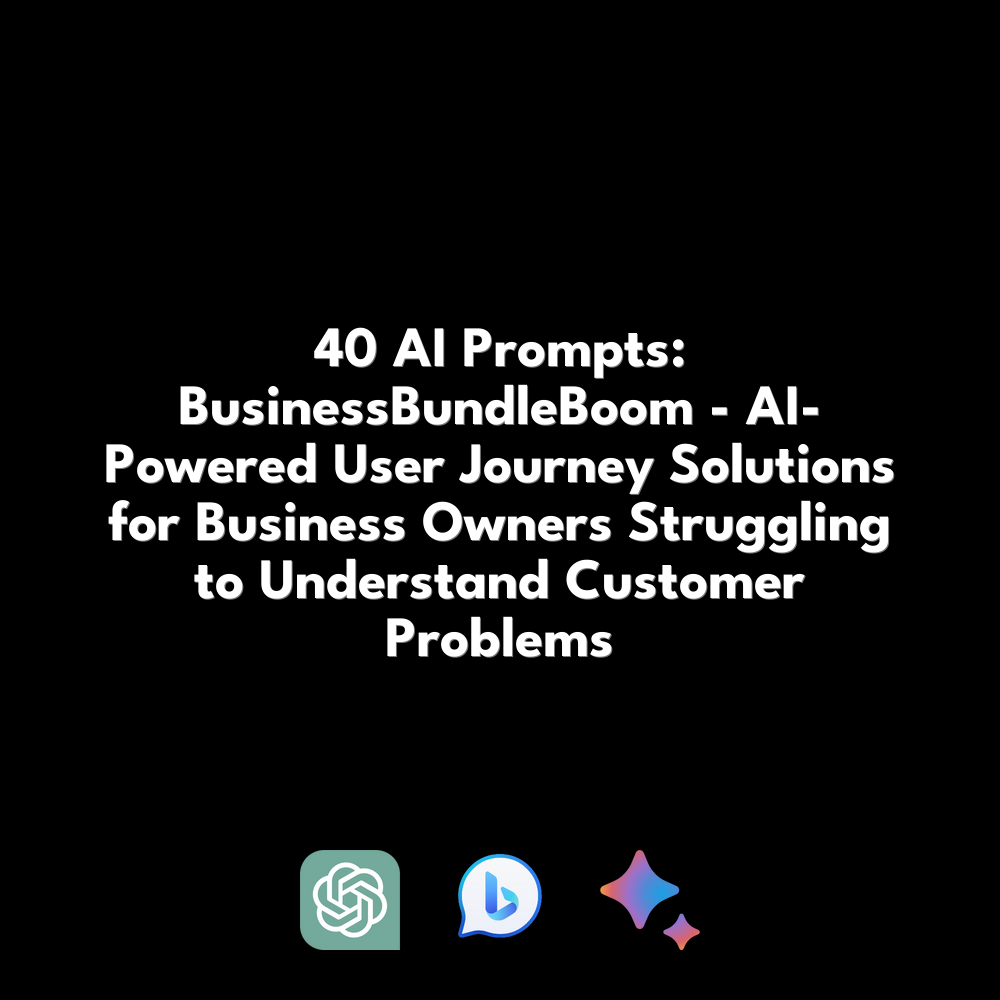 40 AI Prompts:
BusinessBundleBoom - AI-
Powered User Journey Solutions
for Business Owners Struggling
to Understand Customer
Problems